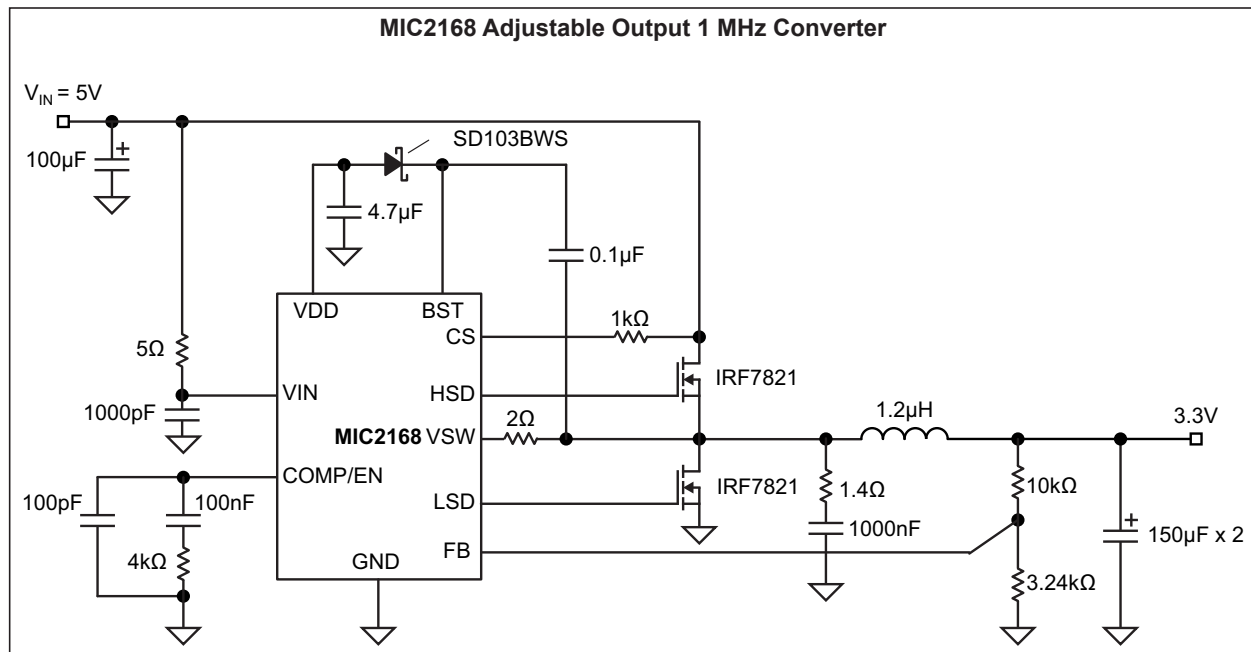 MIC2168 Adjustable Output 1 MHz Converter
VIN = 5V
SD103BWS
100µF
4.7µF
0.1µF
VDD
BST
1kΩ
CS
5Ω
IRF7821
VIN
HSD
1.2µH
1000pF
2Ω
3.3V
MIC2168
VSW
COMP/EN
100pF
100nF
1.4Ω
10kΩ
LSD
IRF7821
1000nF
150µF x 2
4kΩ
GND
FB
3.24kΩ